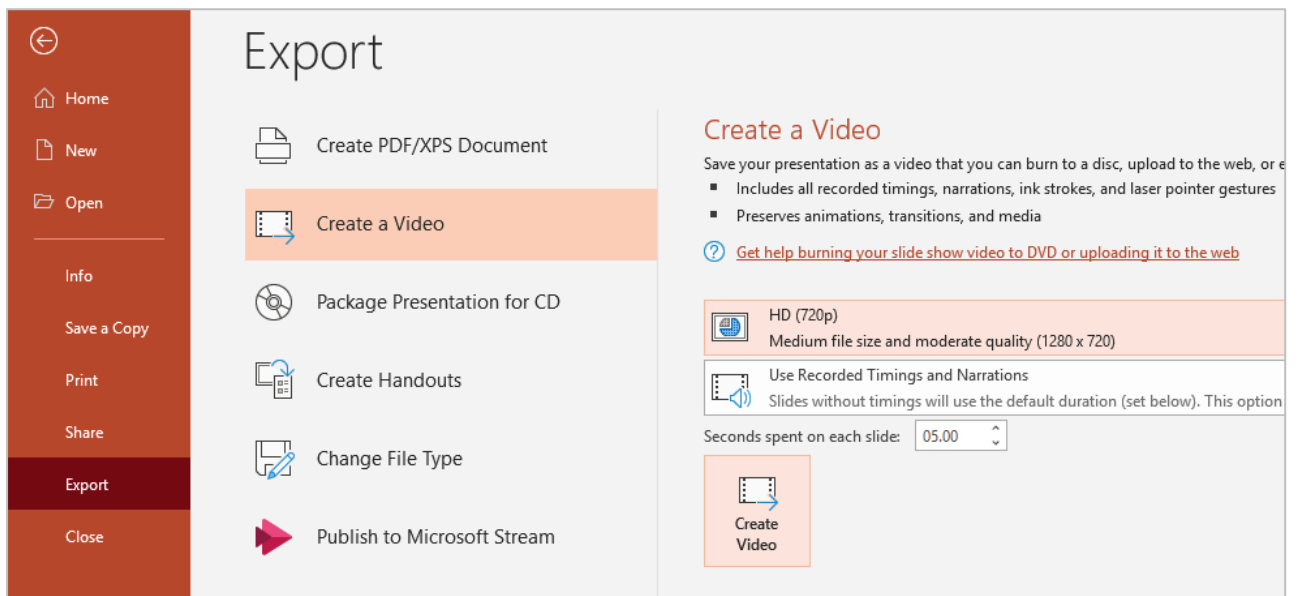 Export
Home
New
Open
Info
Save a Copy
Print
Share
Export
Close
Create PDF/XPS Document
Create a Video
Package Presentation for CD
Create Handouts
Change File Type
Publish to Microsoft Stream
Create a Video
Save your presentation as a video that you can burn to a disc, upload to the web, or
Includes all recorded timings, narrations, ink strokes, and laser pointer gestures
Preserves animations, transitions, and media
Get help burning your slide show video to DVD or uploading it to the web
HD (720p)
Medium file size and moderate quality (1280 x 720)
Use Recorded Timings and Narrations
Slides without timings will use the default duration (set below). This option
Seconds spent on each slide: 05.00
Create
Video